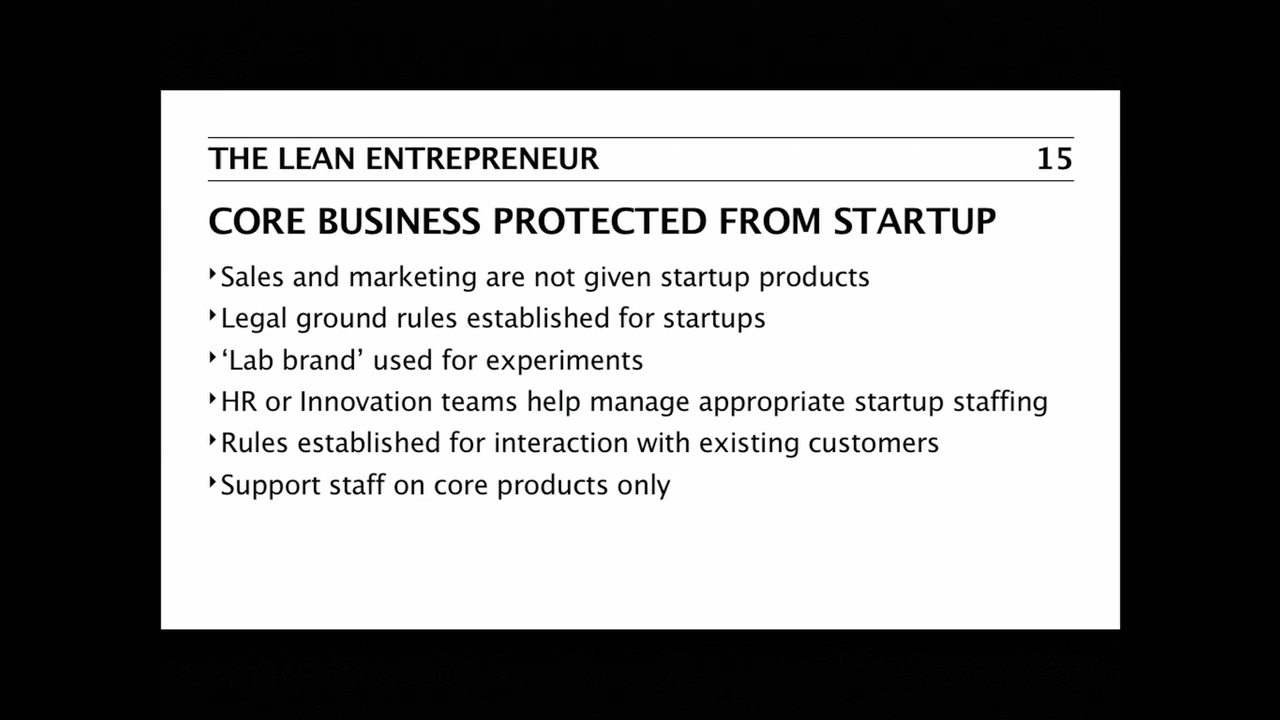 THE LEAN ENTREPRENEUR 15
CORE BUSINESS PROTECTED FROM STARTUP
‣Sales and marketing are not given startup products
‣Legal ground rules established for startups
‣‘Lab brand’ used for experiments
‣HR or Innovation teams help manage appropriate startup staffing
‣Rules established for interaction with existing customers
‣Support staff on core products only